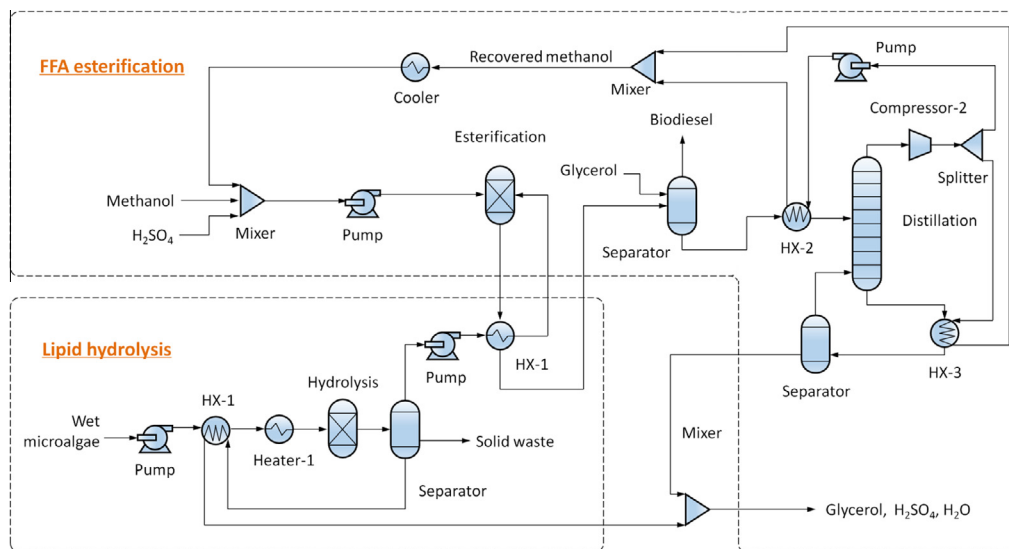 FFA esterification
Recovered methanol
Cooler
Mixer
Pump
Compressor-2
Splitter
Biodiesel
Esterification
Glycerol
Methanol
H₂SO₄
Mixer
Pump
Separator
HX-2
Distillation
Lipid hydrolysis
Pump
HX-1
Separator
HX-3
HX-1
Hydrolysis
Wet
microalgae
Pump
Heater-1
Solid waste
Separator
Mixer
Glycerol, H₂SO₄, H₂O